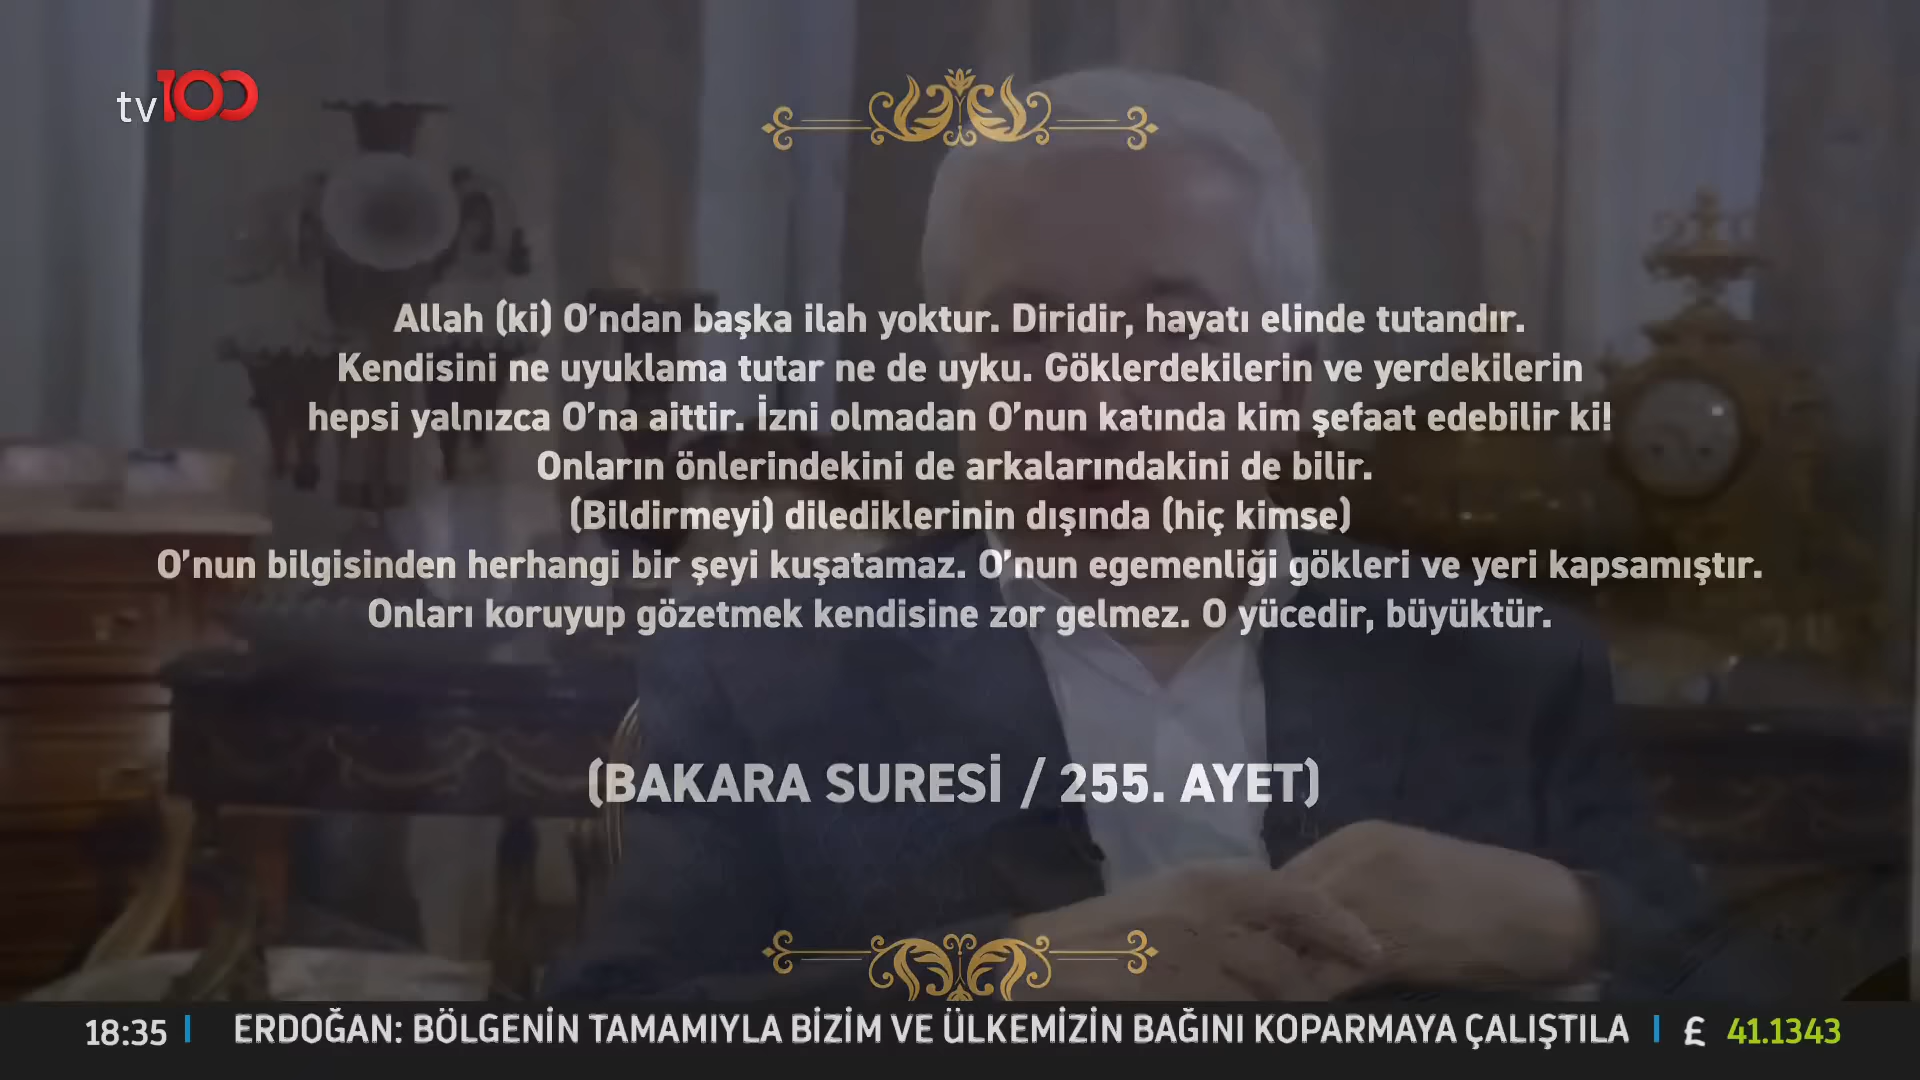 tv100
Allah (ki) O’ndan başka ilah yoktur. Diridir, hayatı elinde tutandır.
Kendisini ne uyuklama tutar ne de uyku. Göklerdekilerin ve yerdekilerin
hepsi yalnızca O’na aittir. İzni olmadan O’nun katında kim şefaat edebilir ki!
Onların önlerindekini de arkalarındakini de bilir.
(Bildirmeyi) dilediklerinin dışında (hiç kimse)
O’nun bilgisinden herhangi bir şeyi kuşatamaz. O’nun egemenliği gökleri ve yeri kapsamıştır.
Onları koruyup gözetmek kendisine zor gelmez. O yücedir, büyüktür.
(BAKARA SURESİ / 255. AYET)
18:35 ERDOĞAN: BÖLGENİN TAMAMIYLA BİZİM VE ÜLKEMİZİN BAĞINI KOPARMAYA ÇALIŞTILA £ 41.1343